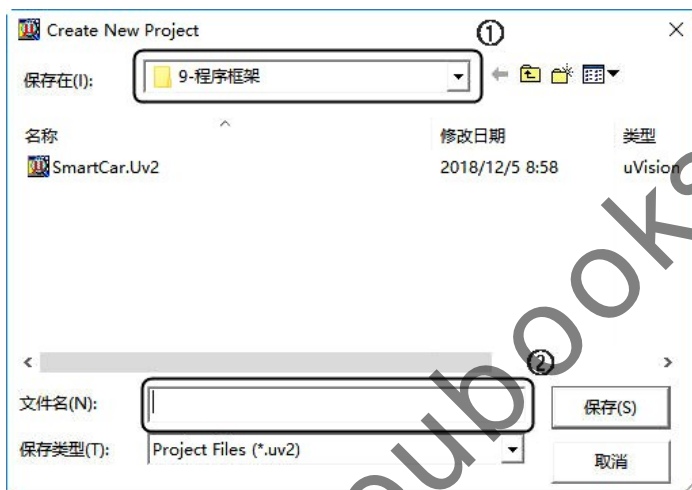 Create New Project
①
保存在(I):
9-程序框架
名称
修改日期
类型
SmartCar.Uv2
2018/12/5 8:58
uVision
②
文件名(N):
保存(S)
保存类型(T):
Project Files (*.uv2)
取消
oubooks